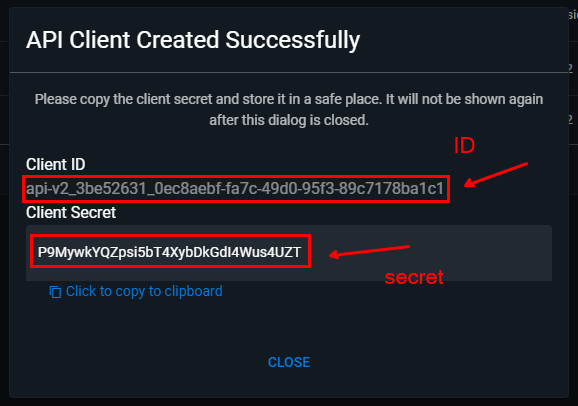 API Client Created Successfully
Please copy the client secret and store it in a safe place. It will not be shown again
after this dialog is closed.
ID
Client ID
api-v2_3be52631_0ec8aebf-fa7c-49d0-95f3-89c7178ba1c1
Client Secret
P9MywkYQZpsi5bT4XybDkGdI4Wus4UZT
secret
Click to copy to clipboard
CLOSE